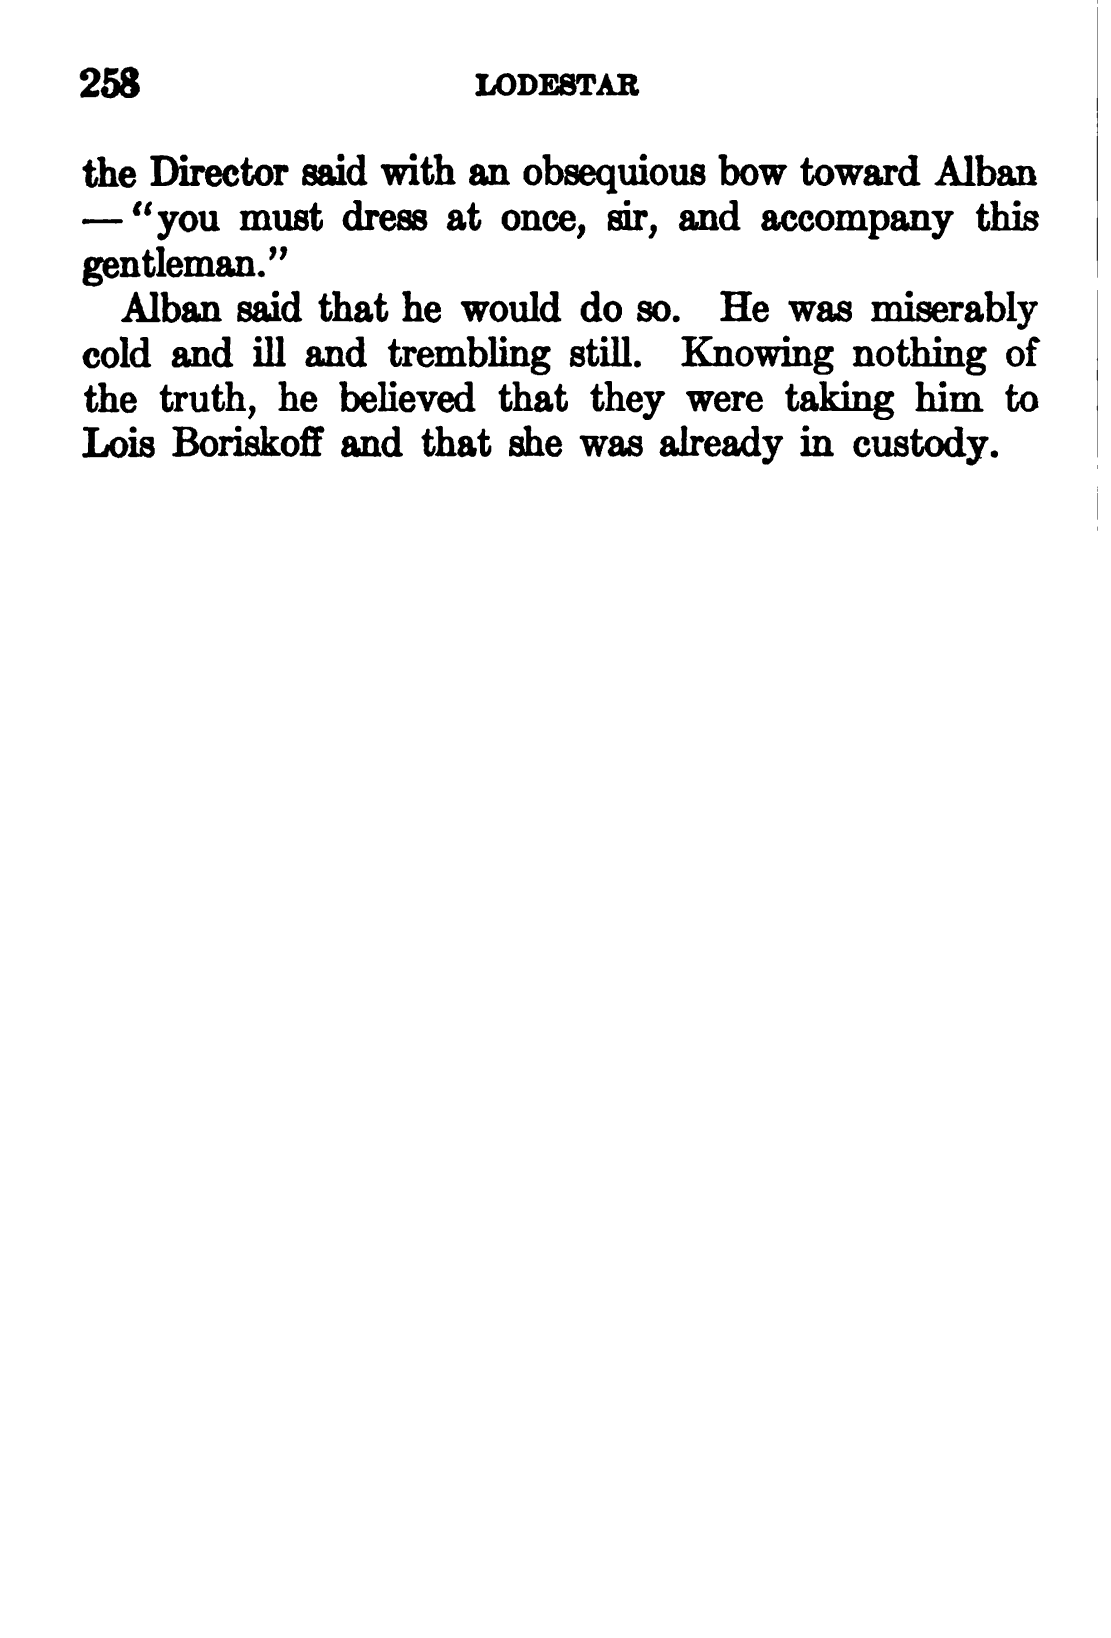 258 LODESTAR
the Director said with an obsequious bow toward Alban
—“you must dress at once, sir, and accompany this
gentleman.”
Alban said that he would do so. He was miserably
cold and ill and trembling still. Knowing nothing of
the truth, he believed that they were taking him to
Lois Boriskoff and that she was already in custody.